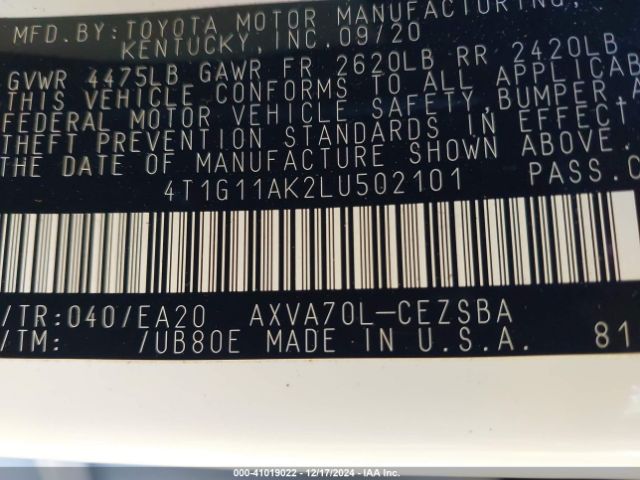 MFD. BY: TOYOTA MOTOR MANUFACTURING,
KENTUCKY, INC. 09/20
GVWR 4475LB GAWR FR 2620LB RR 2420LB
THIS VEHICLE CONFORMS TO ALL APPLICAB
FEDERAL MOTOR VEHICLE SAFETY, BUMPER,
THEFT PREVENTION STANDARDS IN EFFECT
THE DATE OF MANUFACTURE SHOWN ABOVE.
4T1G11AK2LU502101 PASS.C
/TR:040/EA20 AXVA70L-CEZSBA
/TM: /UB80E MADE IN U.S.A. 81
000-41019022 - 12/17/2024 - IAAI.COM